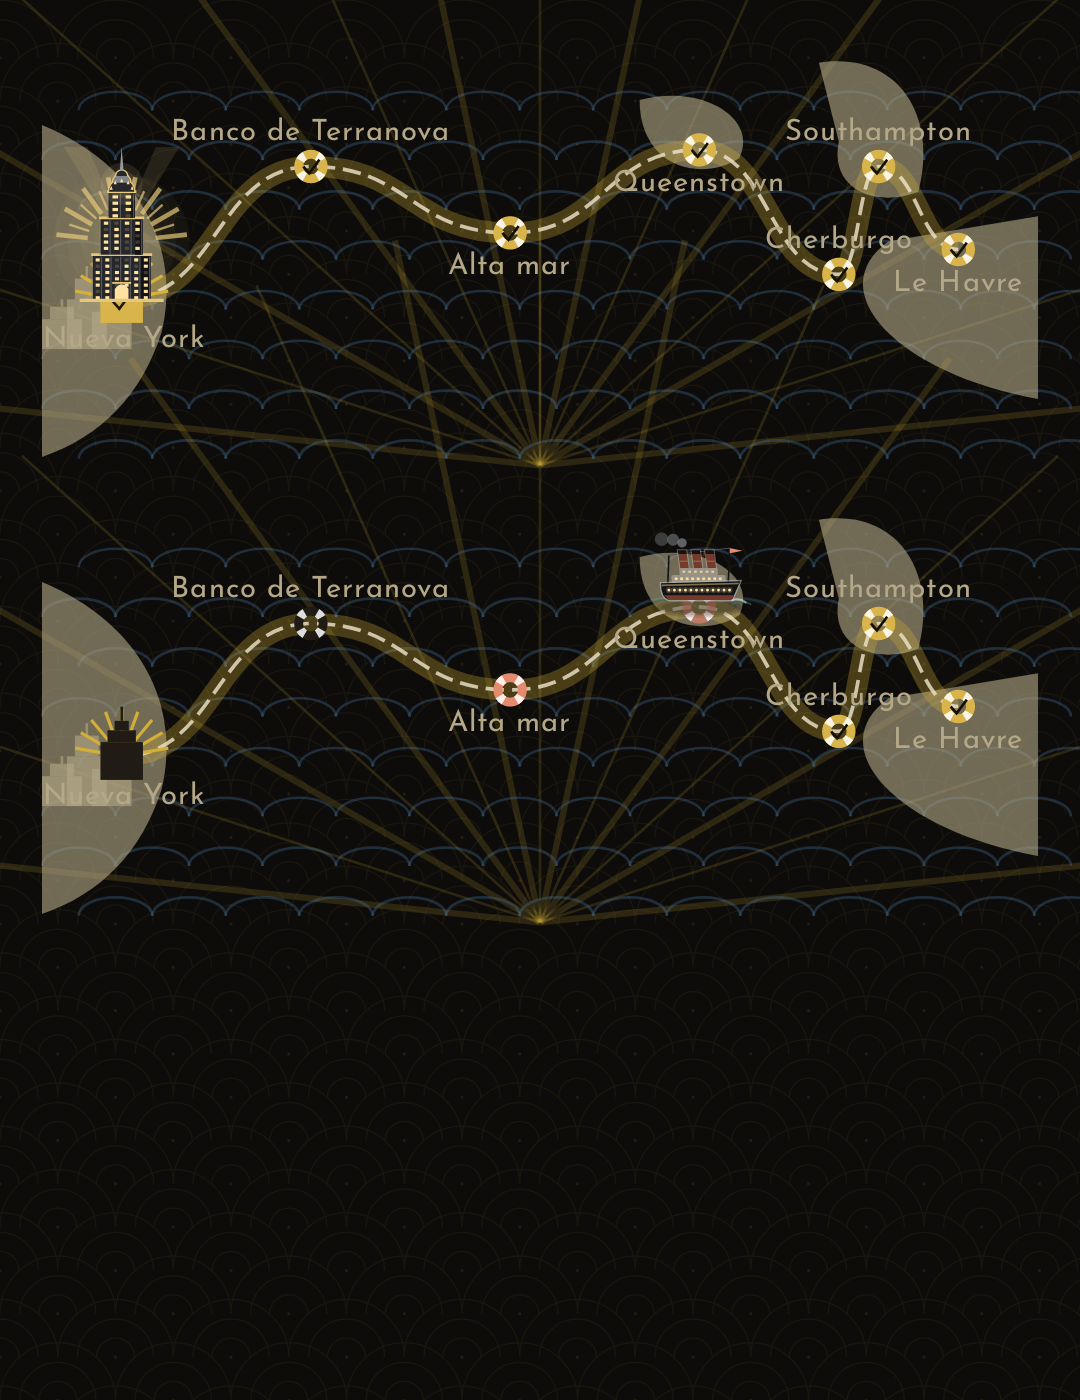 Banco de Terranova
Southampton
Queenstown
Cherburgo
Alta mar
Le Havre
Nueva York
Banco de Terranova
Southampton
Queenstown
Cherburgo
Alta mar
Le Havre
Nueva York